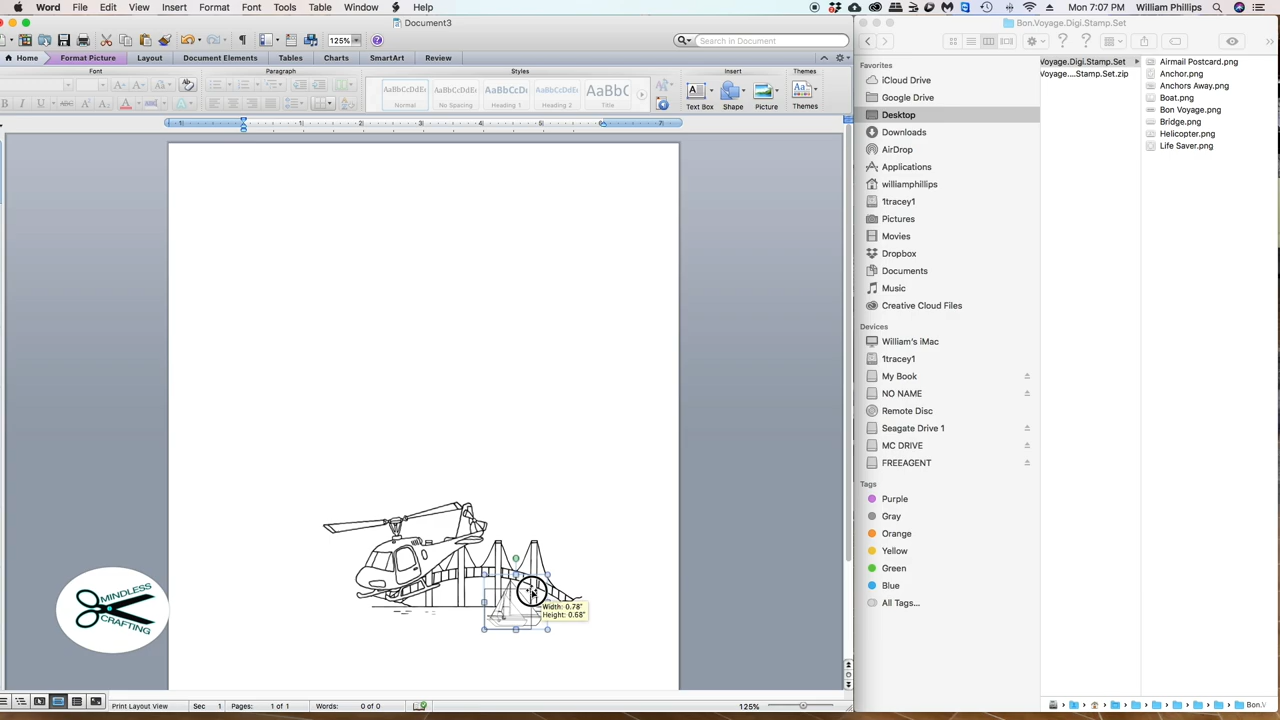 Word File Edit View Insert Format Font Tools Table Window Help
Mon 7:07 PM William Phillips
Document3
Bon.Voyage.Digi.Stamp.Set
125%
Search in Document
Home Format Picture Layout Document Elements Tables Charts SmartArt Review
Font Paragraph Styles Insert Themes
AaBbCcDdEe AaBbCcDdEe AaBbCcDd AaBbCcDdEe AaBbC
Normal No Spacing Heading 1 Heading 2 Title
Text Box Shape Picture Themes
Favorites
iCloud Drive
Google Drive
Desktop
Downloads
AirDrop
Applications
williamphillips
1tracey1
Pictures
Movies
Dropbox
Documents
Music
Creative Cloud Files
Devices
William's iMac
1tracey1
My Book
NO NAME
Remote Disc
Seagate Drive 1
MC DRIVE
FREEAGENT
Tags
Purple
Gray
Orange
Yellow
Green
Blue
All Tags...
Voyage.Digi.Stamp.Set
Voyage....Stamp.Set.zip
Airmail Postcard.png
Anchor.png
Anchors Away.png
Boat.png
Bon Voyage.png
Bridge.png
Helicopter.png
Life Saver.png
Width: 0.78"
Height: 0.68"
MINDLESS
CRAFTING
Print Layout View Sec 1 Pages: 1 of 1 Words: 0 of 0 125%
Bon.V